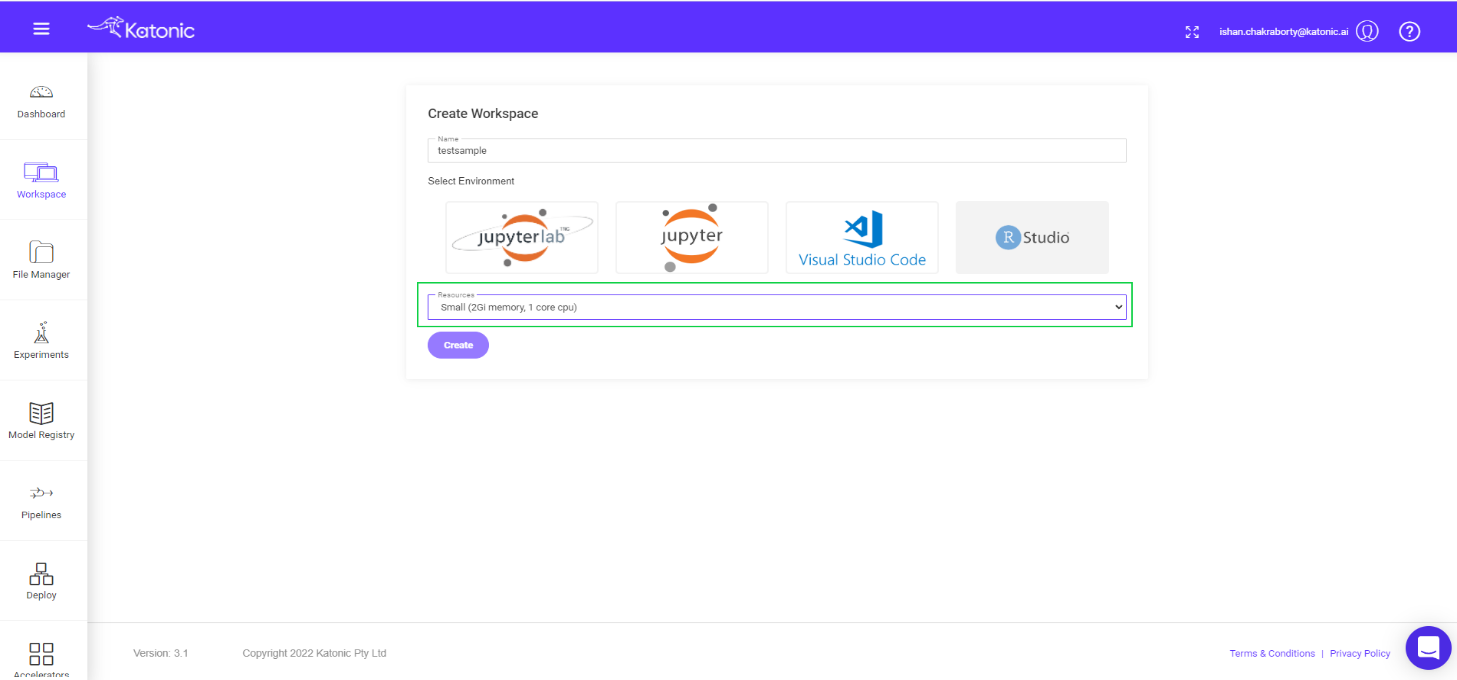 Katonic
ishan.chakraborty@katonic.ai
?
Dashboard
Workspace
File Manager
Experiments
Model Registry
Pipelines
Deploy
Accelerators
Create Workspace
Name
testsample
Select Environment
jupyterlab
jupyter
Visual Studio Code
R Studio
Resources
Small (2Gi memory, 1 core cpu)
Create
Version: 3.1 Copyright 2022 Katonic Pty Ltd Terms & Conditions | Privacy Policy